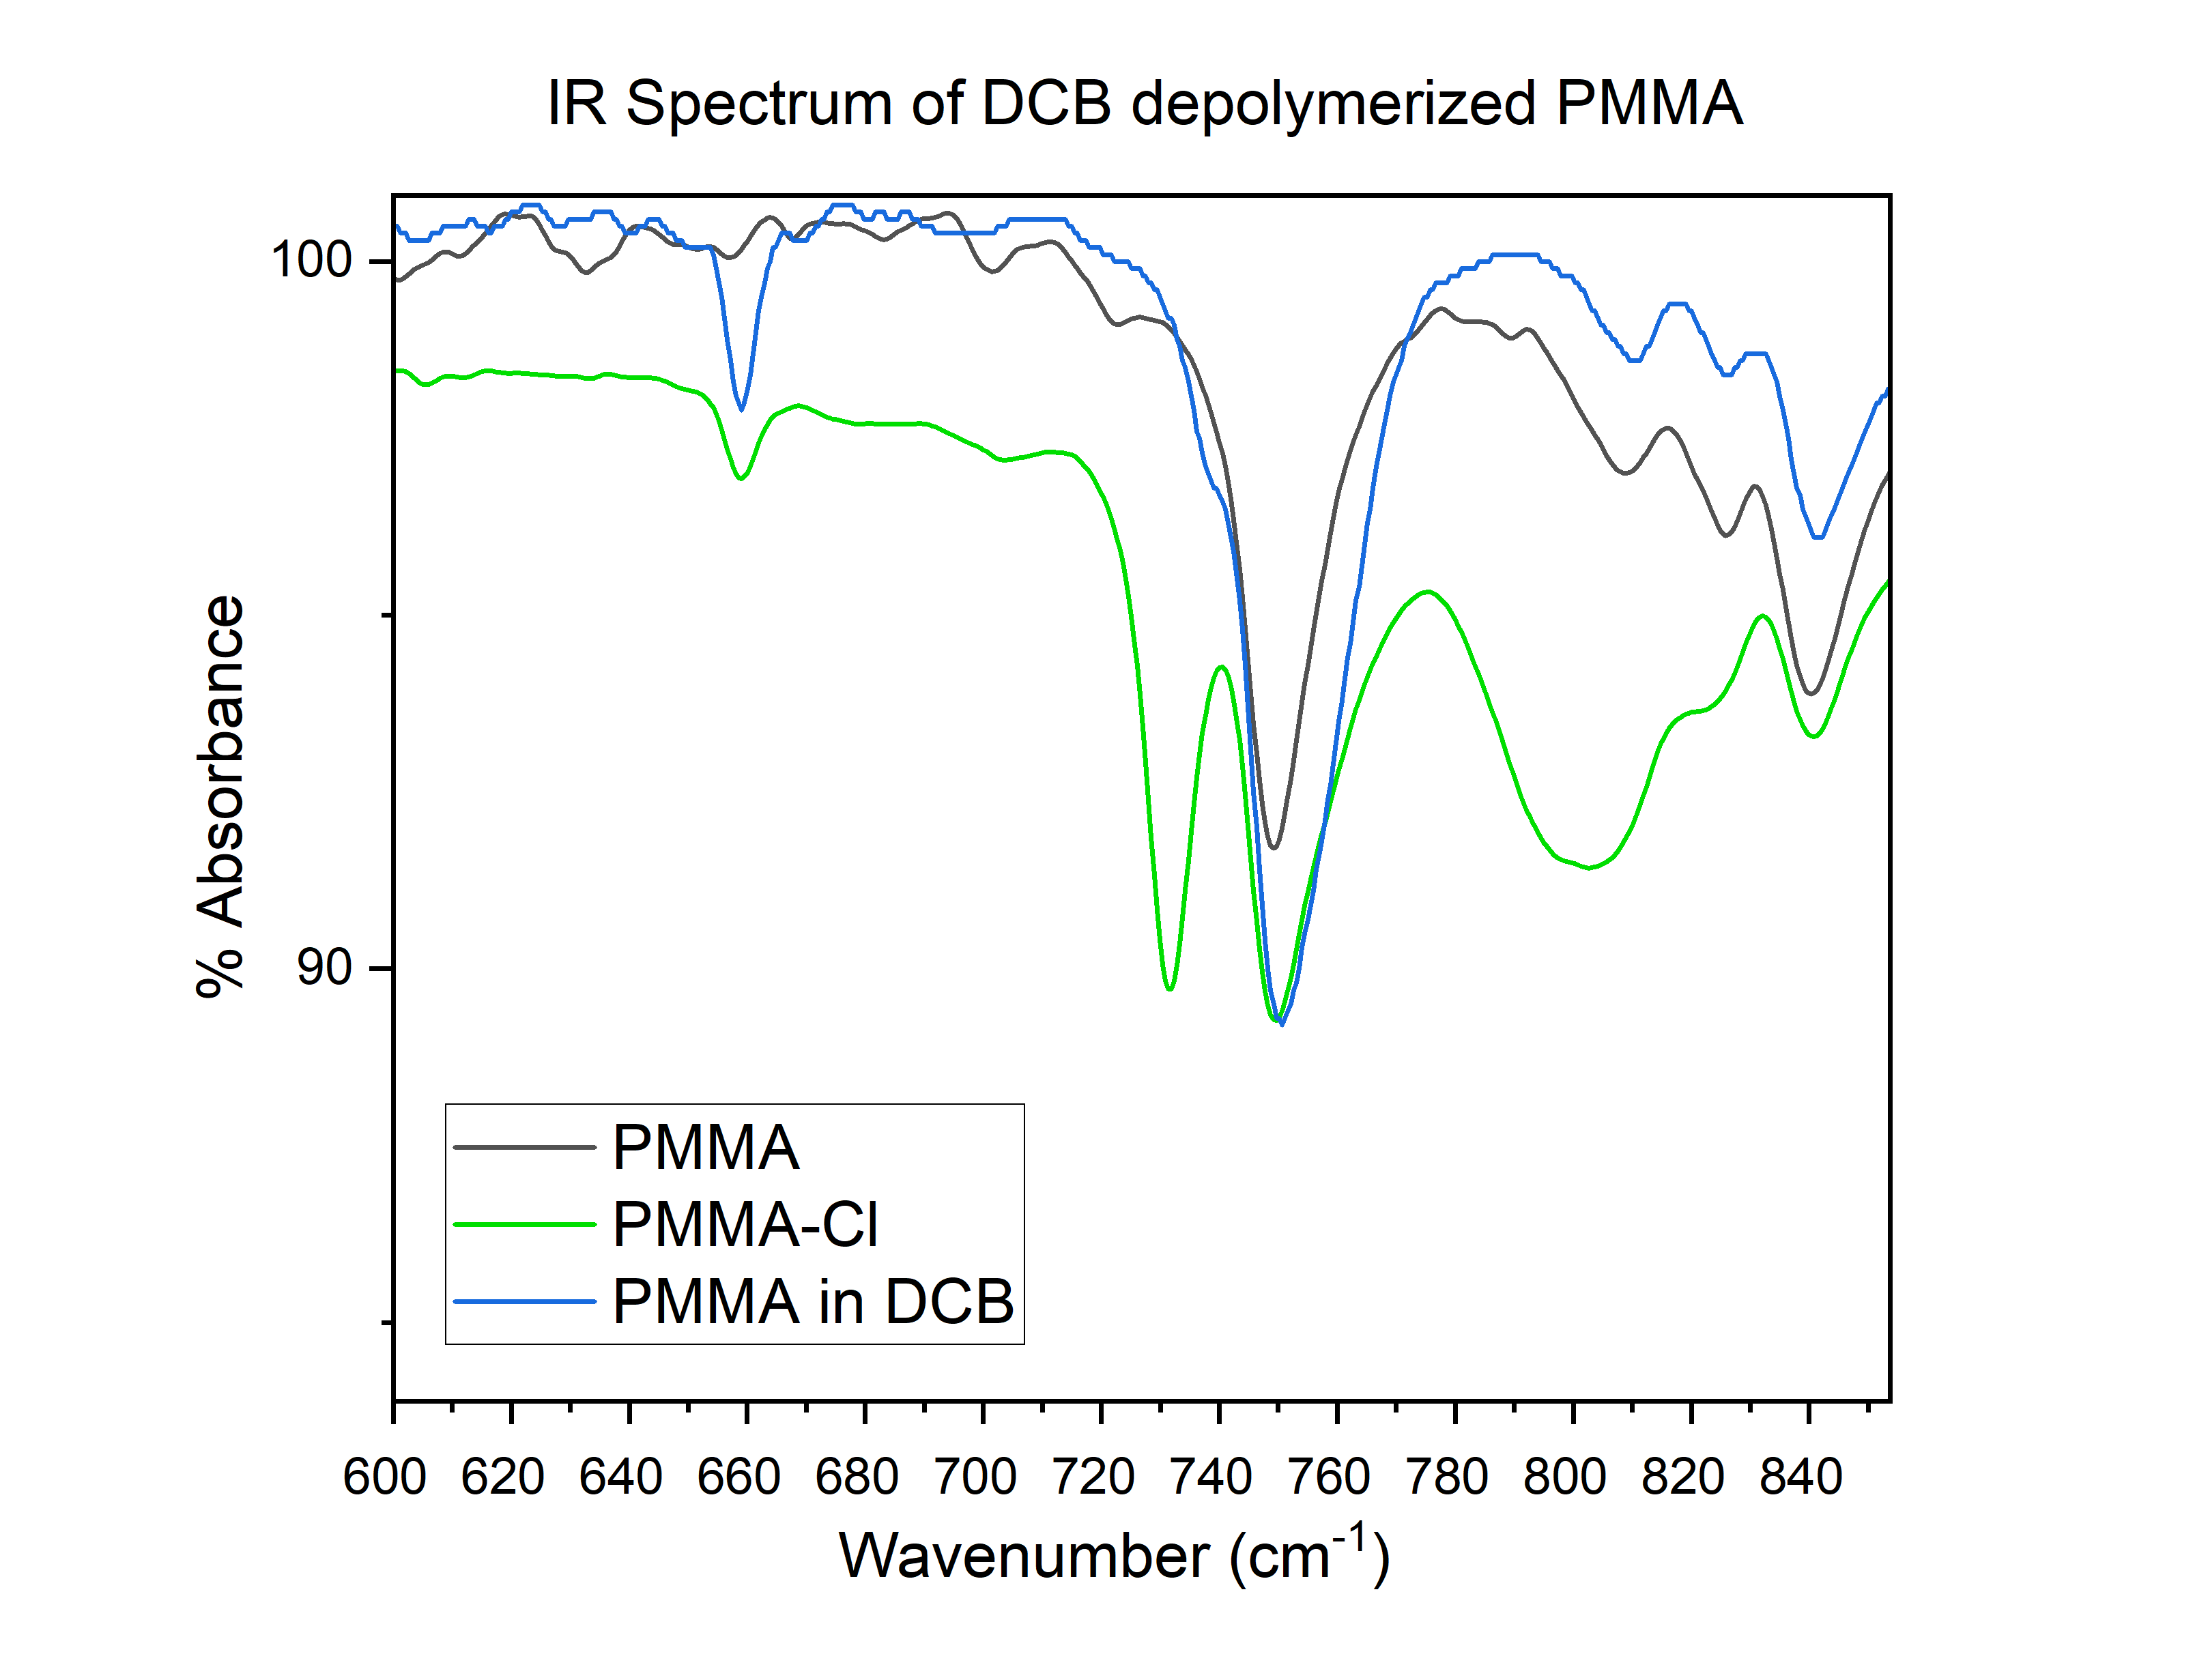 IR Spectrum of DCB depolymerized PMMA
100
90
% Absorbance
PMMA
PMMA-Cl
PMMA in DCB
600 620 640 660 680 700 720 740 760 780 800 820 840
Wavenumber (cm⁻¹)